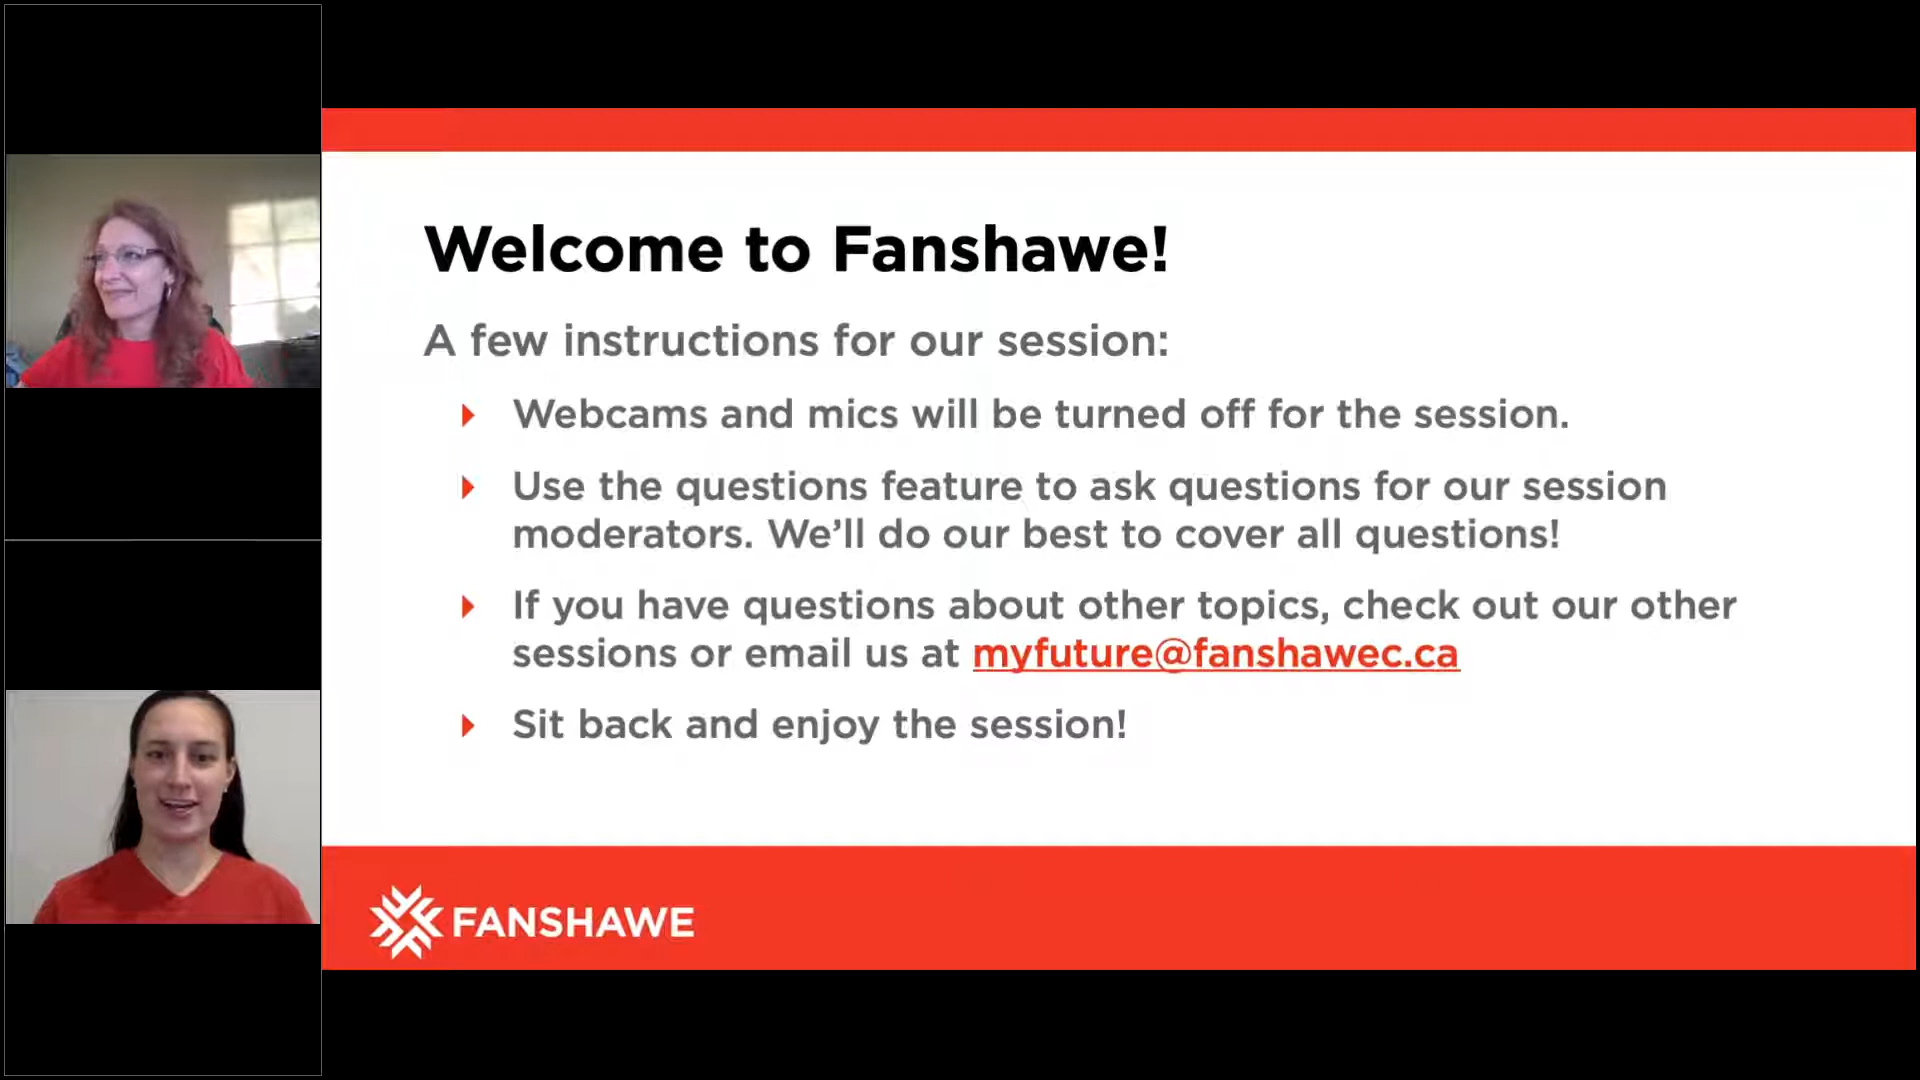 Welcome to Fanshawe!
A few instructions for our session:
Webcams and mics will be turned off for the session.
Use the questions feature to ask questions for our session
moderators. We’ll do our best to cover all questions!
If you have questions about other topics, check out our other
sessions or email us at myfuture@fanshawec.ca
Sit back and enjoy the session!
FANSHAWE